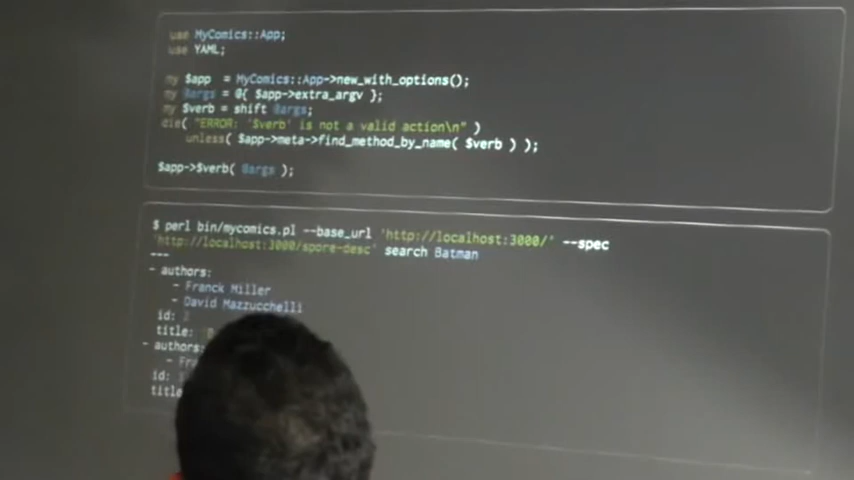 use MyComics::App;
use YAML;
my $app = MyComics::App->new_with_options();
my @args = @{ $app->extra_argv };
my $verb = shift @args;
die( "ERROR: '$verb' is not a valid action\n" )
unless( $app->meta->find_method_by_name( $verb ) );
$app->$verb( @args );
$ perl bin/mycomics.pl --base_url 'http://localhost:3000/' --spec
'http://localhost:3000/spore-desc' search Batman
---
- authors:
- Franck Miller
- David Mazzucchelli
id: 2
title:
- authors:
id:
title